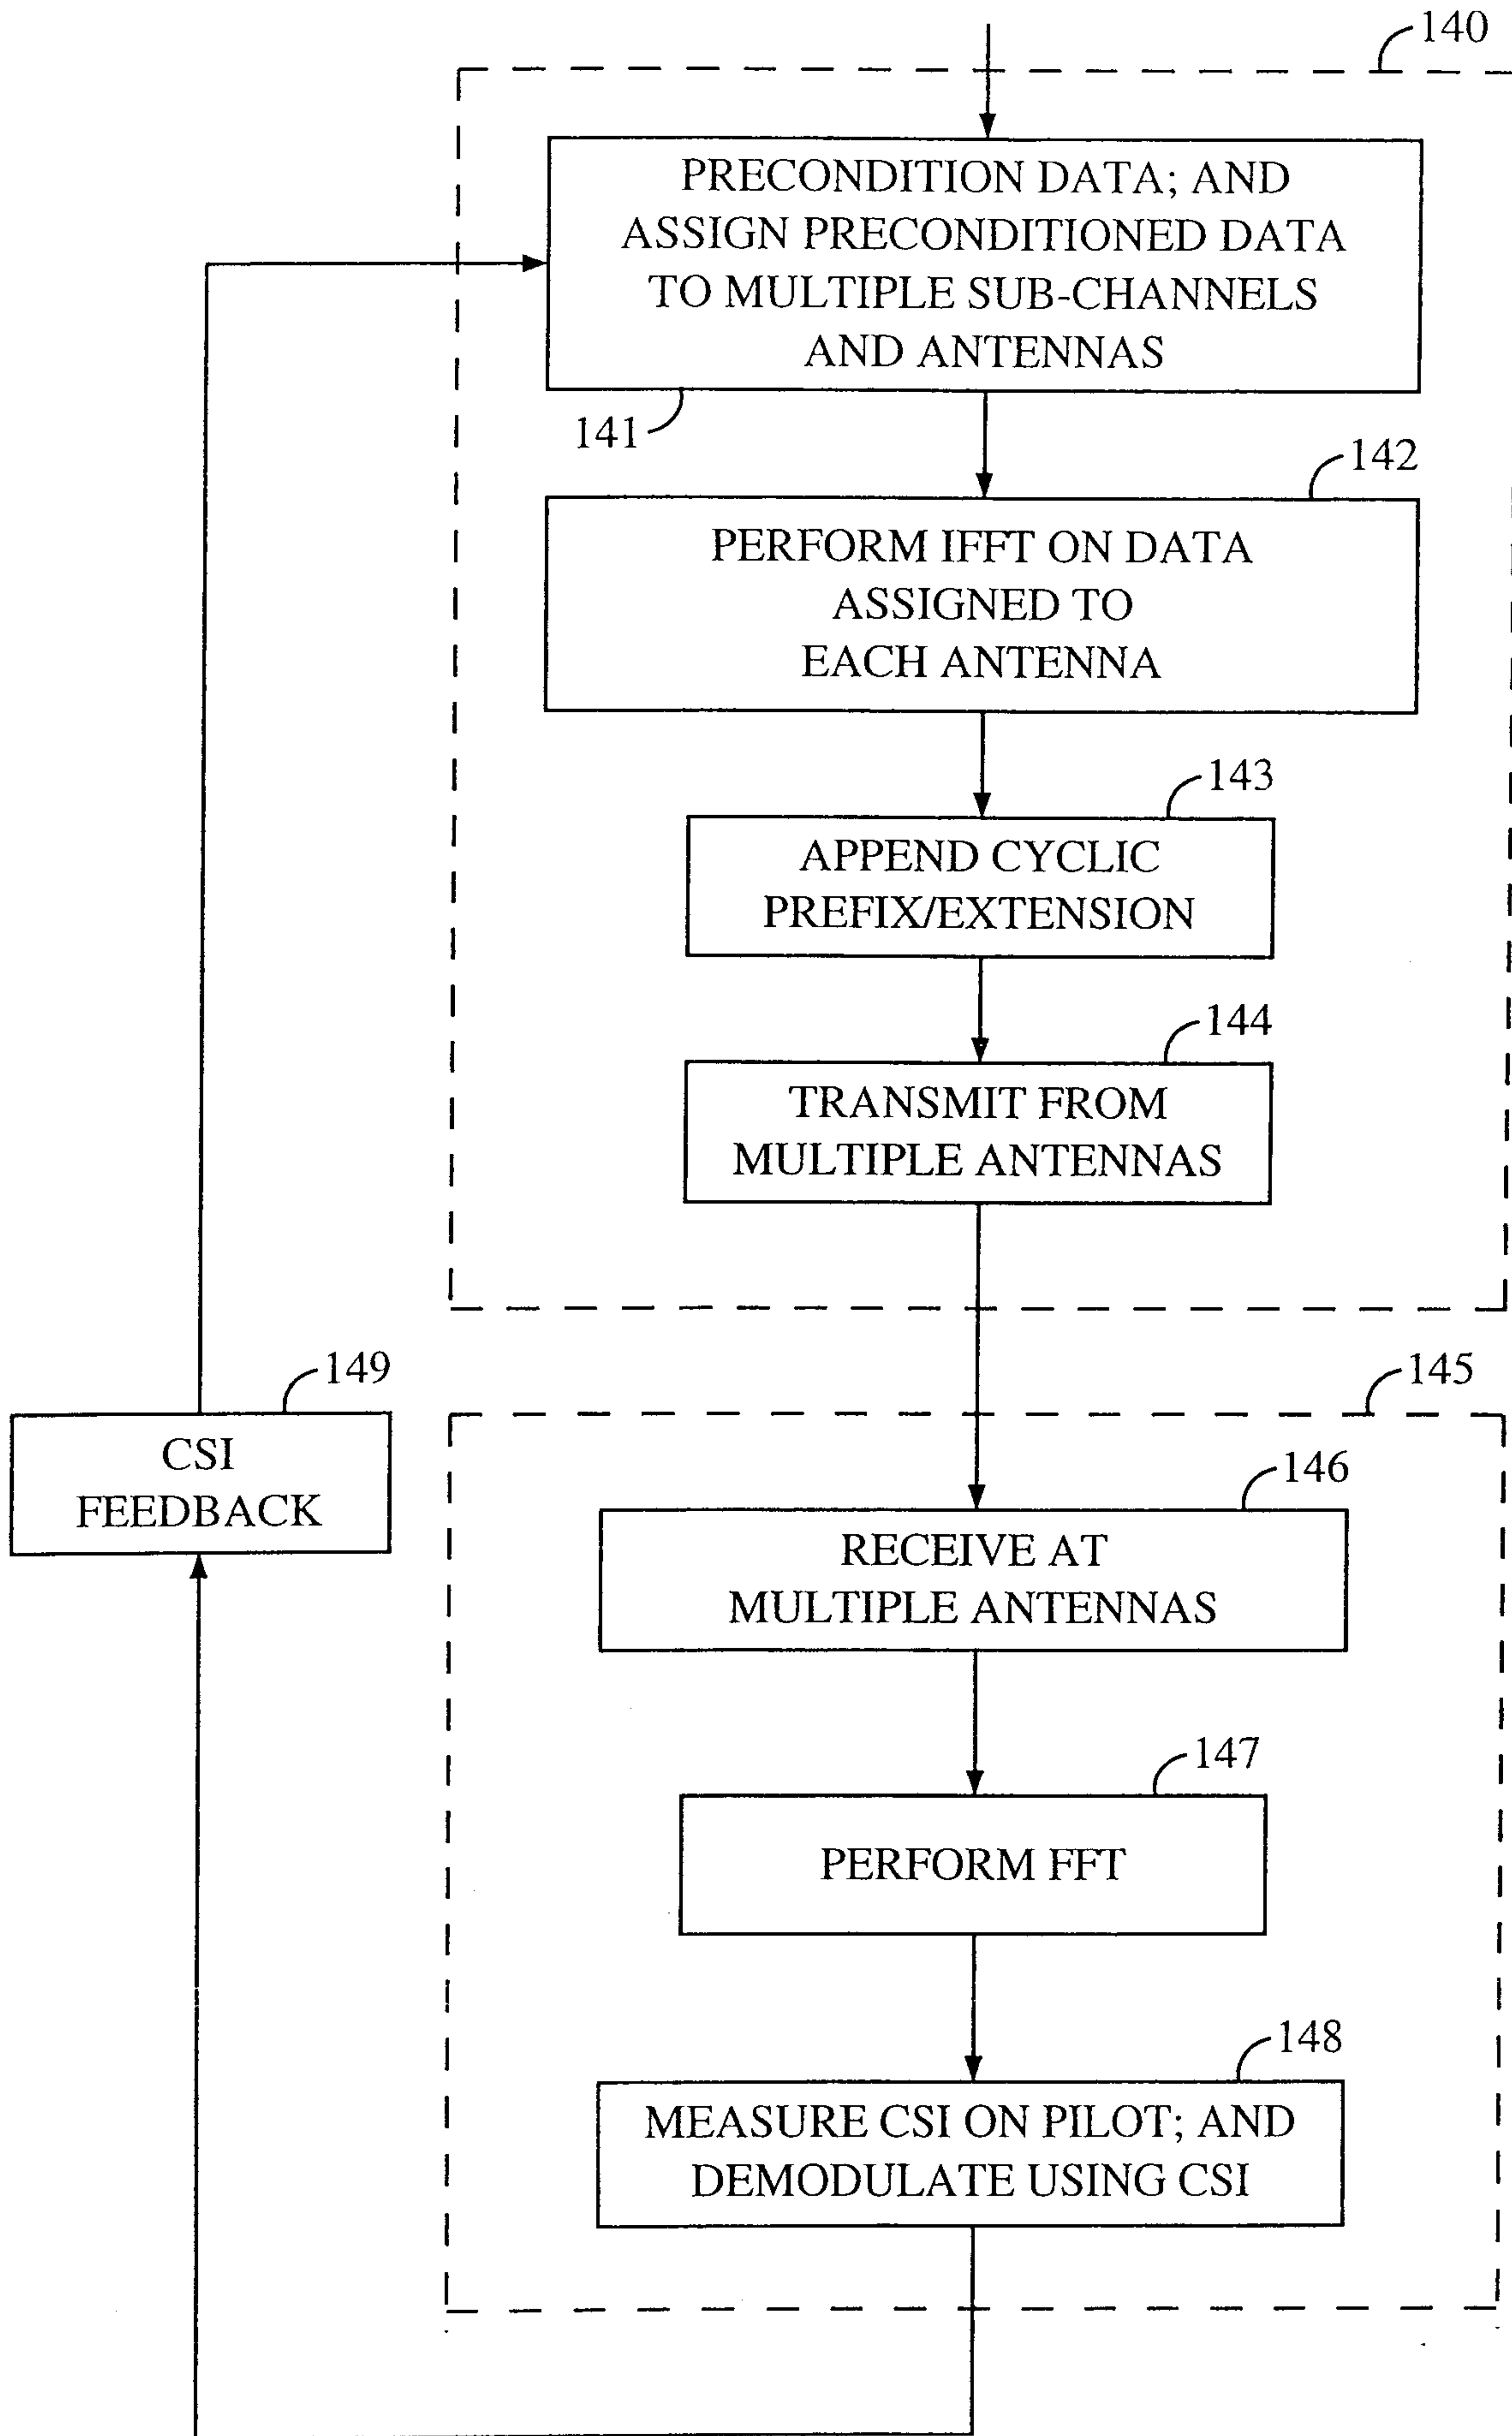 140
PRECONDITION DATA; AND
ASSIGN PRECONDITIONED DATA
TO MULTIPLE SUB-CHANNELS
AND ANTENNAS
141
142
PERFORM IFFT ON DATA
ASSIGNED TO
EACH ANTENNA
143
APPEND CYCLIC
PREFIX/EXTENSION
144
TRANSMIT FROM
MULTIPLE ANTENNAS
149
CSI
FEEDBACK
145
146
RECEIVE AT
MULTIPLE ANTENNAS
147
PERFORM FFT
148
MEASURE CSI ON PILOT; AND
DEMODULATE USING CSI